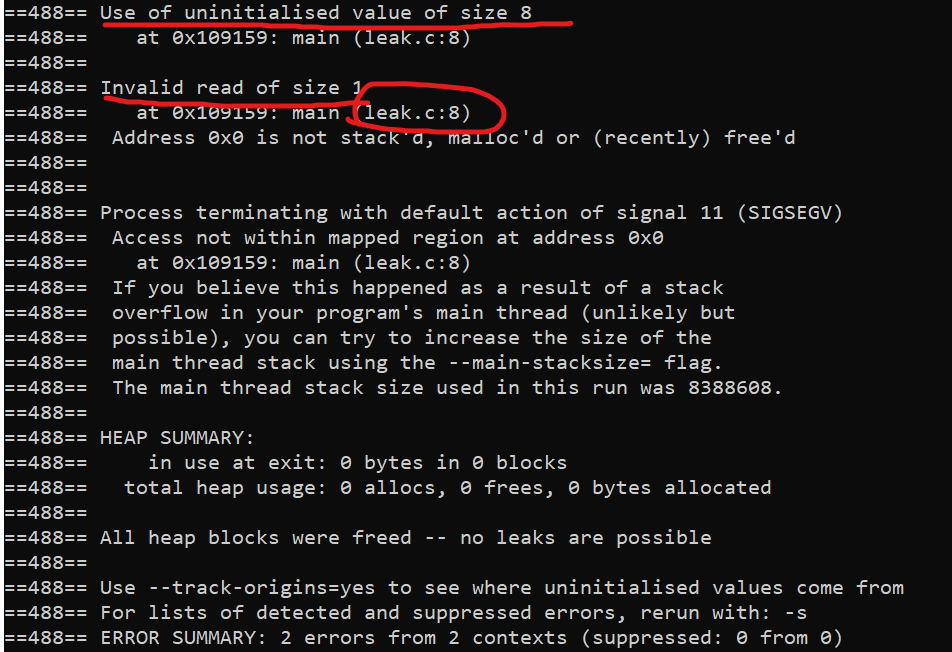 ==488== Use of uninitialised value of size 8
==488==    at 0x109159: main (leak.c:8)
==488==
==488== Invalid read of size 1
==488==    at 0x109159: main (leak.c:8)
==488==  Address 0x0 is not stack'd, malloc'd or (recently) free'd
==488==
==488==
==488== Process terminating with default action of signal 11 (SIGSEGV)
==488==  Access not within mapped region at address 0x0
==488==    at 0x109159: main (leak.c:8)
==488==  If you believe this happened as a result of a stack
==488==  overflow in your program's main thread (unlikely but
==488==  possible), you can try to increase the size of the
==488==  main thread stack using the --main-stacksize= flag.
==488==  The main thread stack size used in this run was 8388608.
==488==
==488== HEAP SUMMARY:
==488==     in use at exit: 0 bytes in 0 blocks
==488==   total heap usage: 0 allocs, 0 frees, 0 bytes allocated
==488==
==488== All heap blocks were freed -- no leaks are possible
==488==
==488== Use --track-origins=yes to see where uninitialised values come from
==488== For lists of detected and suppressed errors, rerun with: -s
==488== ERROR SUMMARY: 2 errors from 2 contexts (suppressed: 0 from 0)